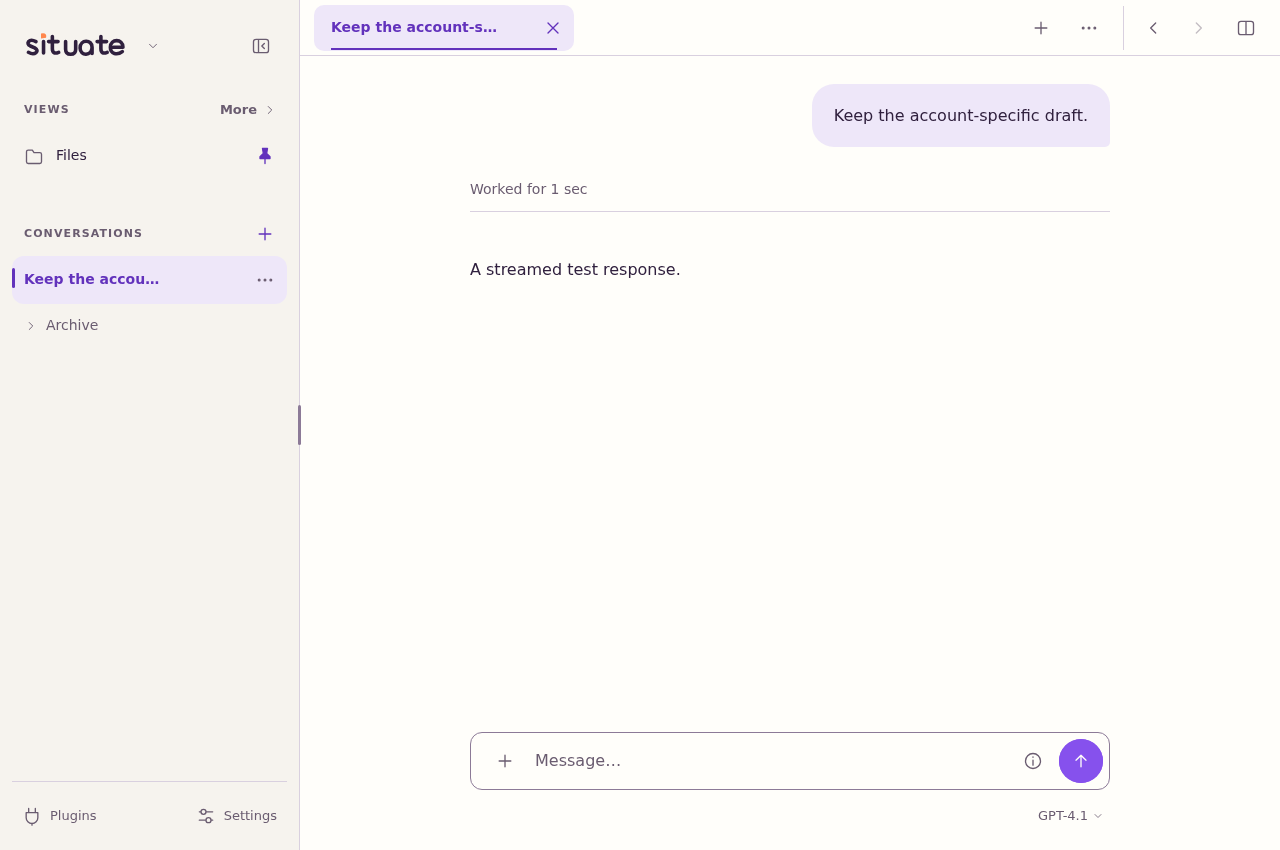 situate
VIEWS
More
Files
CONVERSATIONS
Keep the accou...
Archive
Plugins
Settings
Keep the account-s...
Keep the account-specific draft.
Worked for 1 sec
A streamed test response.
Message...
GPT-4.1